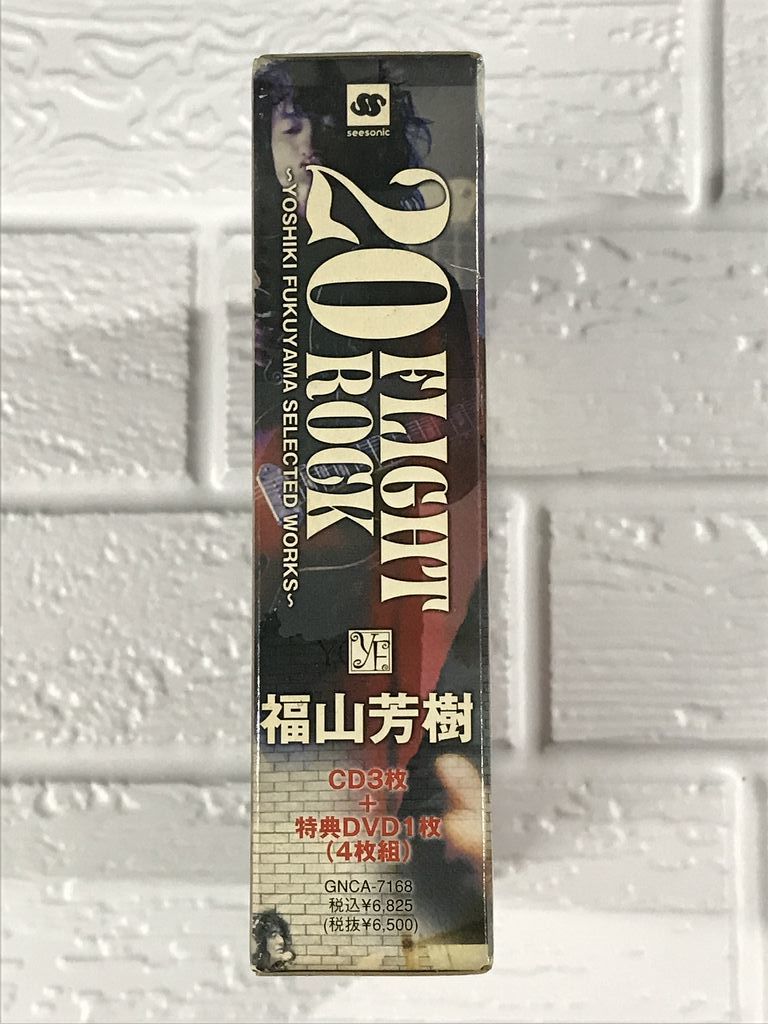 seesonic
20 FLIGHT
ROCK
~YOSHIKI FUKUYAMA SELECTED WORKS~
YF
福山芳樹
CD3枚
+
特典DVD1枚
(4枚組)
GNCA-7168
税込¥6,825
(税抜¥6,500)